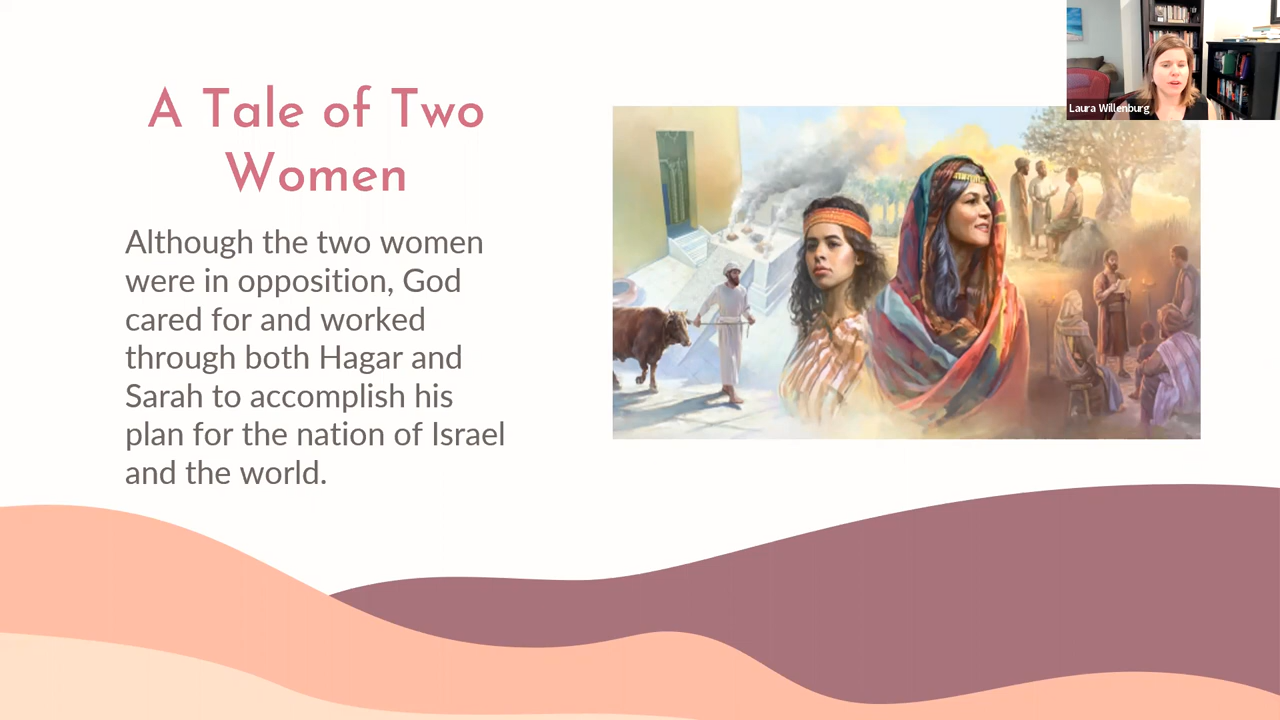 A Tale of Two
Women
Although the two women
were in opposition, God
cared for and worked
through both Hagar and
Sarah to accomplish his
plan for the nation of Israel
and the world.
Laura Willenburg